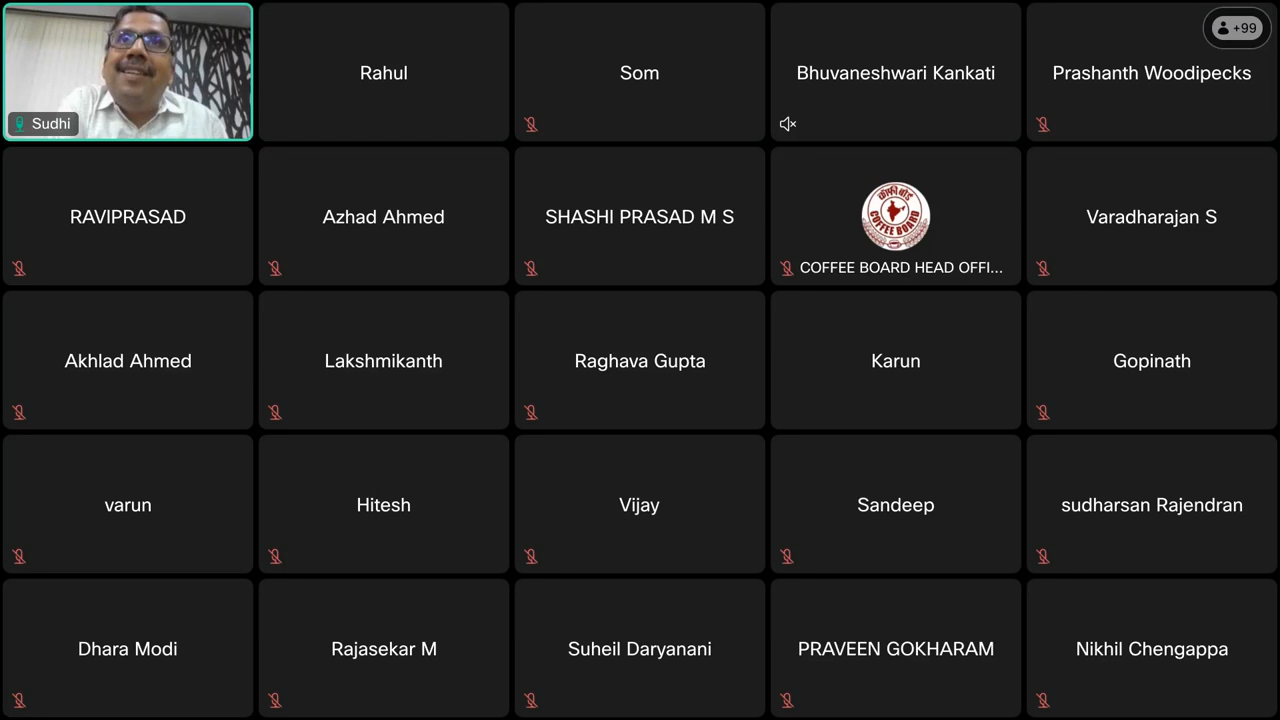 +99
Sudhi
Rahul
Som
Bhuvaneshwari Kankati
Prashanth Woodipecks
RAVIPRASAD
Azhad Ahmed
SHASHI PRASAD M S
कॉफी बोर्ड
COFFEE BOARD
COFFEE BOARD HEAD OFFI...
Varadharajan S
Akhlad Ahmed
Lakshmikanth
Raghava Gupta
Karun
Gopinath
varun
Hitesh
Vijay
Sandeep
sudharsan Rajendran
Dhara Modi
Rajasekar M
Suheil Daryanani
PRAVEEN GOKHARAM
Nikhil Chengappa